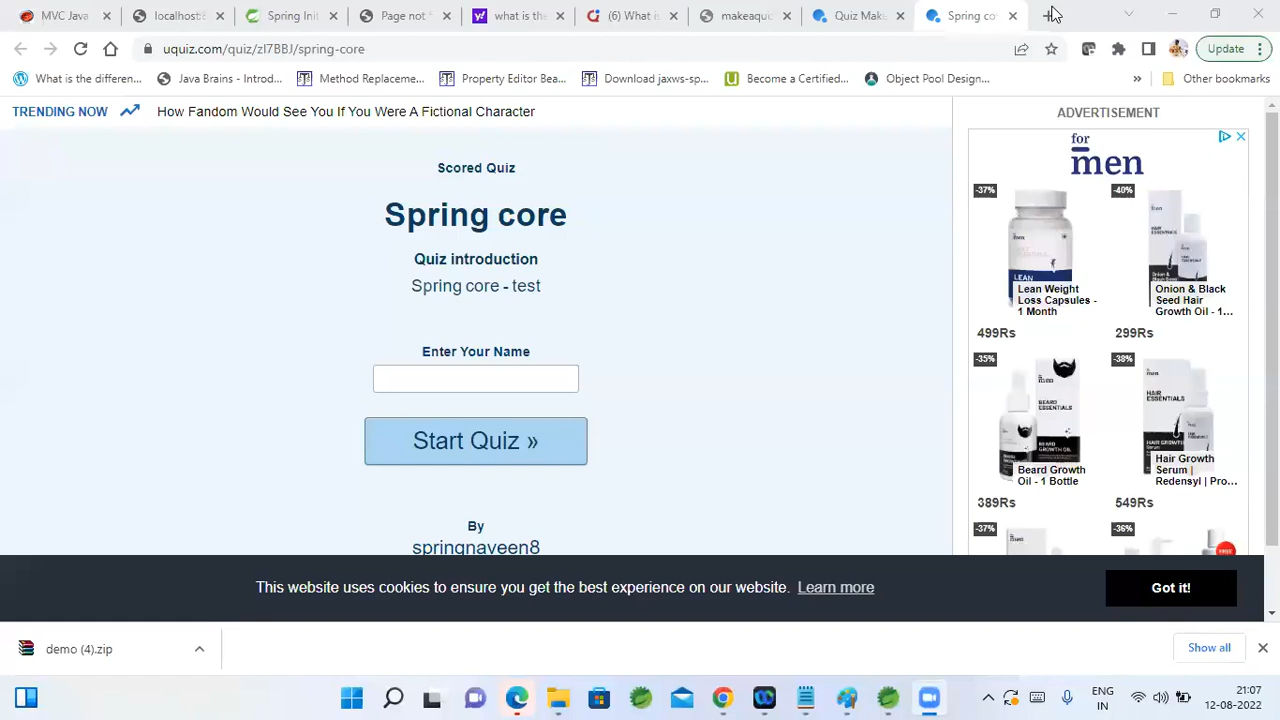 MVC Java
localhost8
Spring Init
Page not f
what is the
(6) What is
makeaquiz
Quiz Make
Spring co
uquiz.com/quiz/zI7BBJ/spring-core
Update
What is the differen...
Java Brains - Introd...
Method Replaceme...
Property Editor Bea...
Download jaxws-sp...
Become a Certified...
Object Pool Design...
»
Other bookmarks
TRENDING NOW
How Fandom Would See You If You Were A Fictional Character
Scored Quiz
Spring core
Quiz introduction
Spring core - test
Enter Your Name
Start Quiz »
By
springnaveen8
ADVERTISEMENT
for
men
-37%
Lean Weight
Loss Capsules -
1 Month
499Rs
-40%
Onion & Black
Seed Hair
Growth Oil - 1...
299Rs
-35%
Beard Growth
Oil - 1 Bottle
389Rs
-38%
Hair Growth
Serum |
Redensyl | Pro...
549Rs
-37%
-36%
This website uses cookies to ensure you get the best experience on our website. Learn more
Got it!
demo (4).zip
Show all
ENG
IN
21:07
12-08-2022